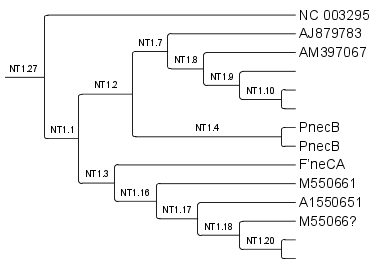 NC 003295
AJ879783
NT1.7
AM397067
NT1.8
NT1.27
NT1.2
NT1.9
NT1.10
PnecB
NT1.4
NT1.1
PnecB
F'neCA
NT1.3
M550661
NT1.16
A1550651
NT1.17
M55066?
NT1.18
NT1.20